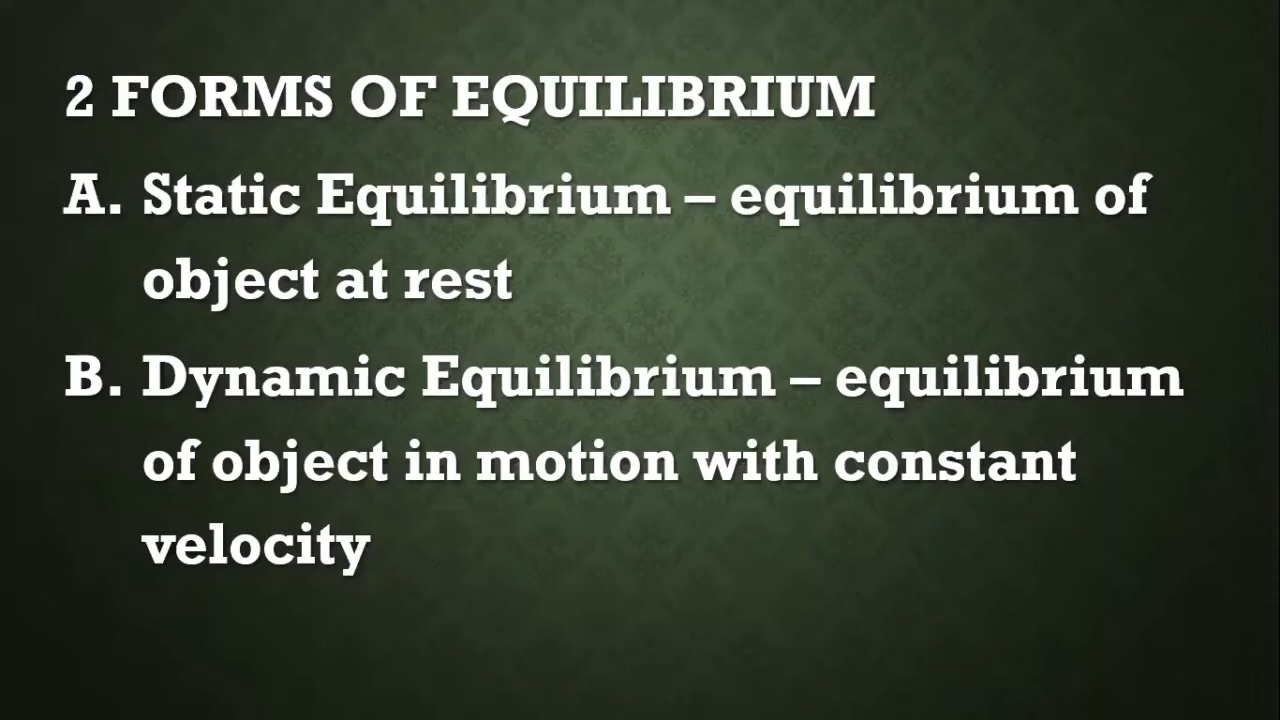 2 FORMS OF EQUILIBRIUM
A. Static Equilibrium – equilibrium of
object at rest
B. Dynamic Equilibrium – equilibrium
of object in motion with constant
velocity